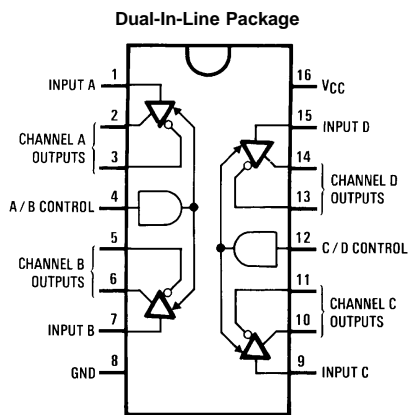 Dual-In-Line Package
INPUT A 1
2
CHANNEL A OUTPUTS
3
A / B CONTROL 4
5
CHANNEL B OUTPUTS
6
INPUT B 7
GND 8
16 VCC
15 INPUT D
14
CHANNEL D OUTPUTS
13
12 C / D CONTROL
11
CHANNEL C OUTPUTS
10
9 INPUT C